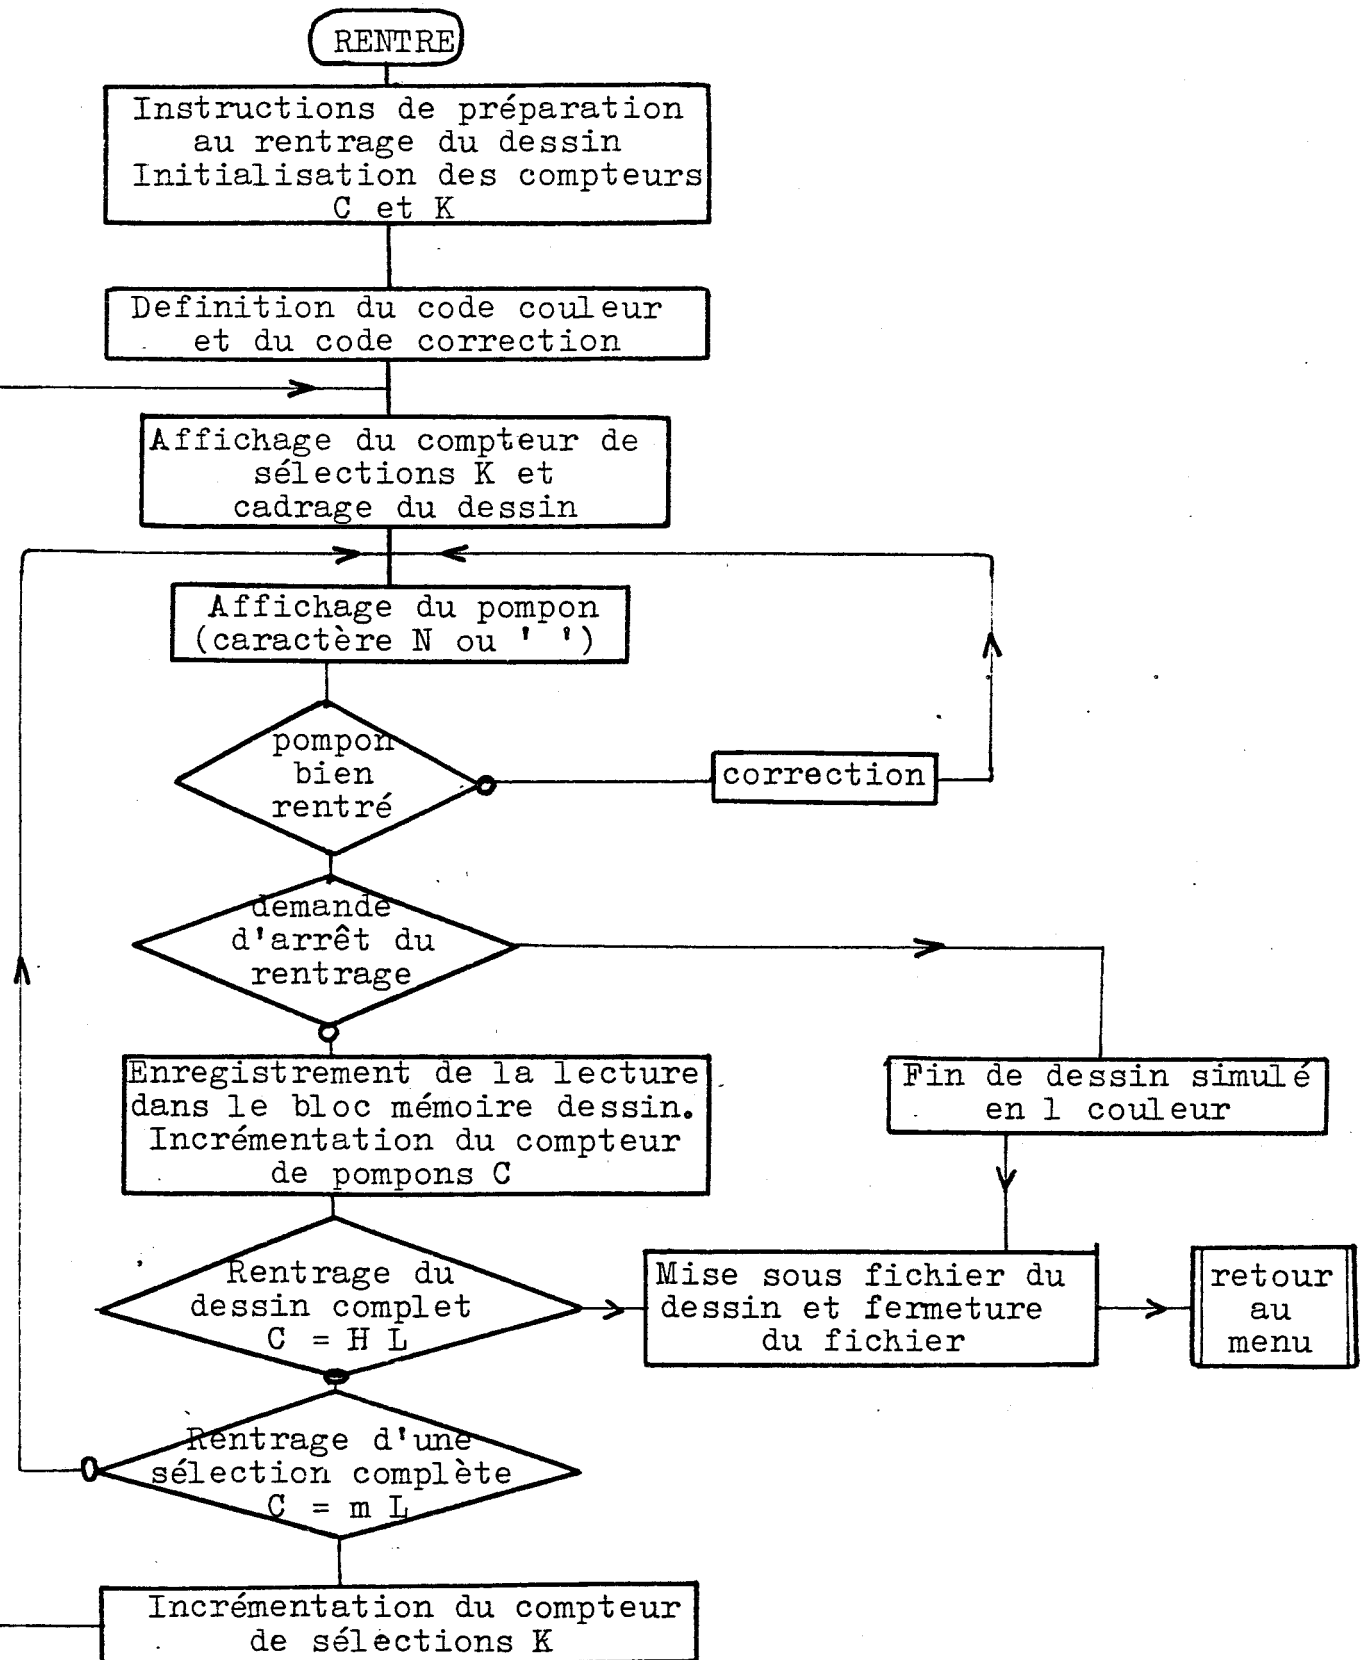 RENTRE
Instructions de préparation
au rentrage du dessin
Initialisation des compteurs
C et K
Definition du code couleur
et du code correction
Affichage du compteur de
sélections K et
cadrage du dessin
Affichage du pompon
(caractère N ou ' ')
pompon
bien
rentré
correction
demande
d'arrêt du
rentrage
Enregistrement de la lecture
dans le bloc mémoire dessin.
Incrémentation du compteur
de pompons C
Fin de dessin simulé
en 1 couleur
Rentrage du
dessin complet
C = H L
Mise sous fichier du
dessin et fermeture
du fichier
retour
au
menu
Rentrage d'une
sélection complète
C = m L
Incrémentation du compteur
de sélections K